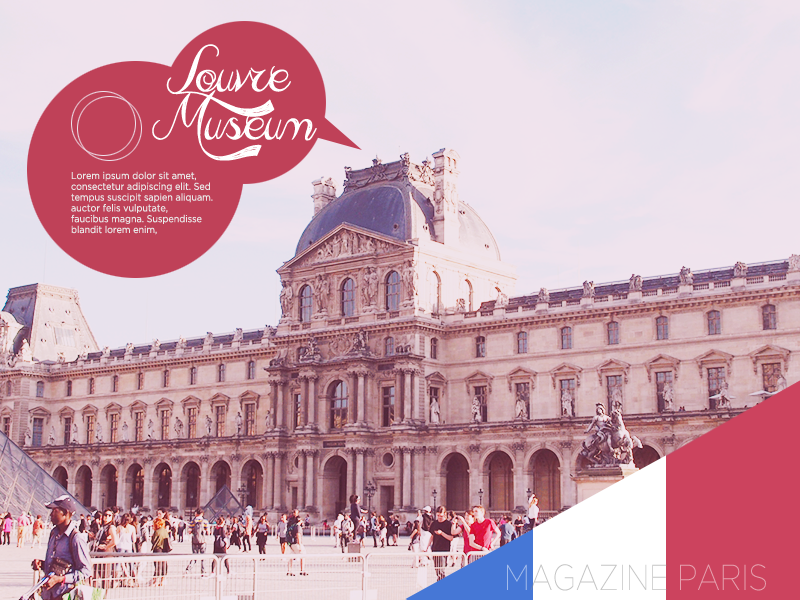 Louvre
Museum
Lorem ipsum dolor sit amet,
consectetur adipiscing elit. Sed
tempus suscipit sapien aliquam.
auctor felis vulputate,
faucibus magna. Suspendisse
blandit lorem enim,
MAGAZINE PARIS